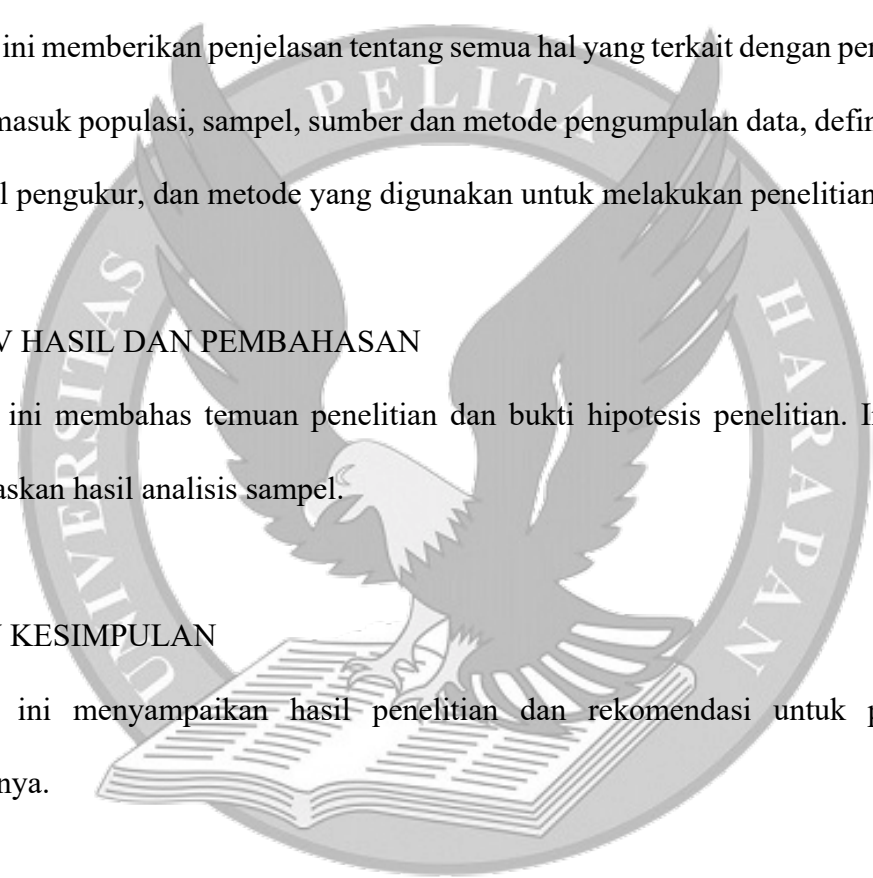 ini memberikan penjelasan tentang semua hal yang terkait dengan
masuk populasi, sampel, sumber dan metode pengumpulan data,
pengukur, dan metode yang digunakan untuk melakukan penelitian
HASIL DAN PEMBAHASAN
ini membahas temuan penelitian dan bukti hipotesis penelitian.
askan hasil analisis sampel.
KESIMPULAN
ini menyampaikan hasil penelitian dan rekomendasi untuk
nya.
UNIVERSITAS PELITA HARAPAN